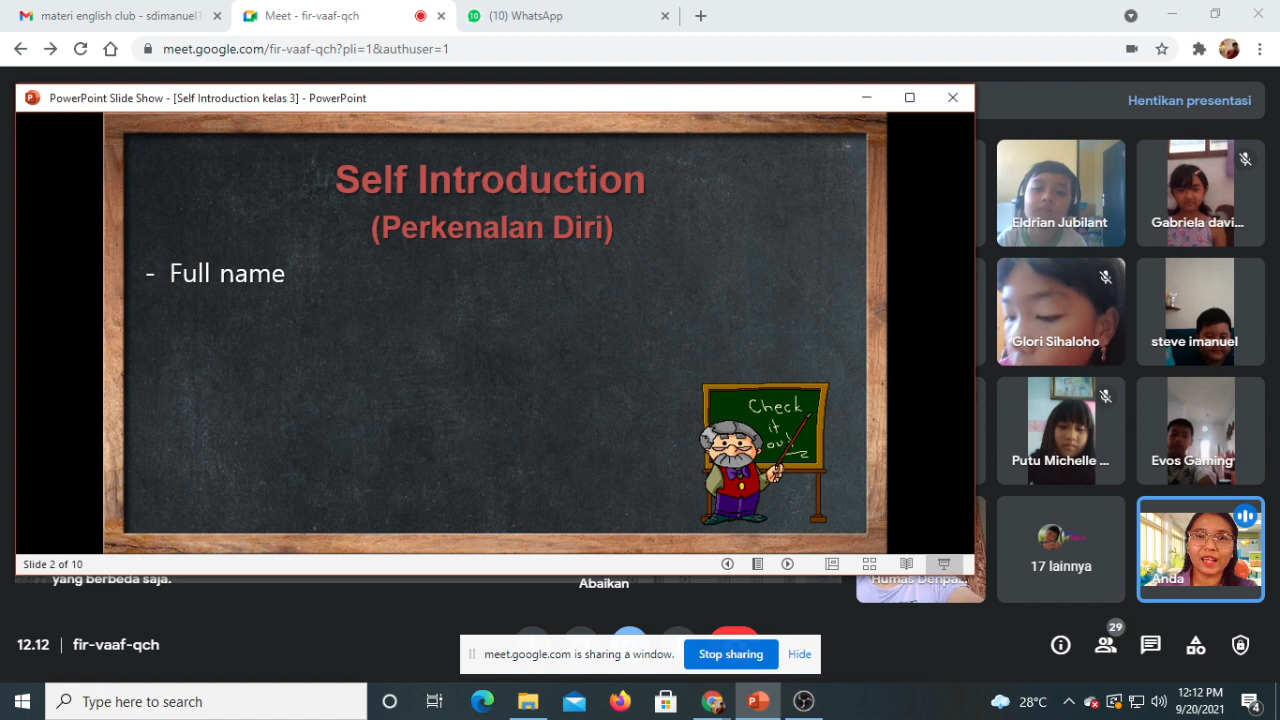 materi english club - sdimanuel1
Meet - fir-vaaf-qch
(10) WhatsApp
meet.google.com/fir-vaaf-qch?pli=1&authuser=1
PowerPoint Slide Show - [Self Introduction kelas 3] - PowerPoint
Hentikan presentasi
Self Introduction
(Perkenalan Diri)
- Full name
Check
it
out!
Slide 2 of 10
Eldrian Jubilant
Gabriela davi...
Glori Sihaloho
steve imanuel
Putu Michelle ...
Evos Gaming
17 lainnya
Anda
yang berbeda saja.
Abaikan
Humas Denpa...
12.12 | fir-vaaf-qch
29
meet.google.com is sharing a window.
Stop sharing
Hide
Type here to search
28°C
12:12 PM
9/20/2021
4